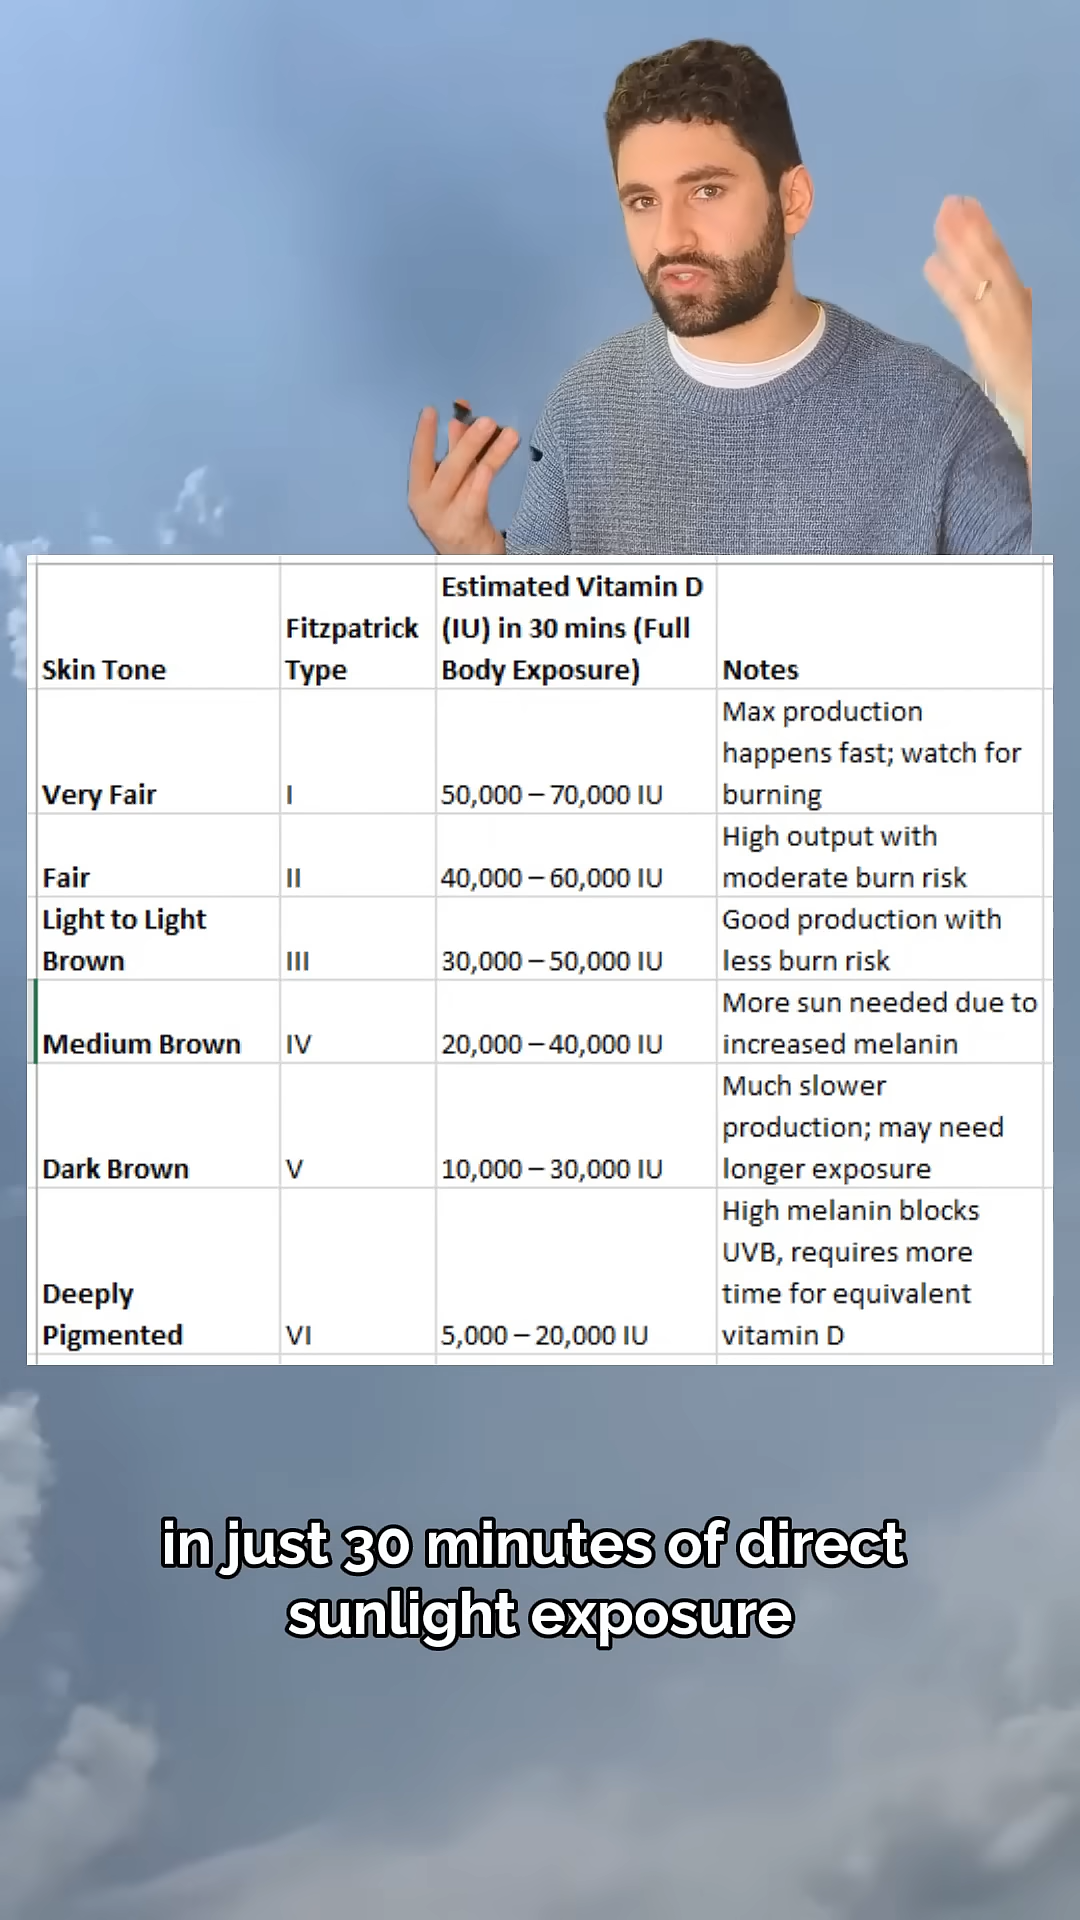 Skin Tone
Fitzpatrick
Type
Estimated Vitamin D
(IU) in 30 mins (Full
Body Exposure)
Notes
Very Fair
I
50,000 – 70,000 IU
Max production
happens fast; watch for
burning
Fair
II
40,000 – 60,000 IU
High output with
moderate burn risk
Light to Light
Brown
III
30,000 – 50,000 IU
Good production with
less burn risk
Medium Brown
IV
20,000 – 40,000 IU
More sun needed due to
increased melanin
Dark Brown
V
10,000 – 30,000 IU
Much slower
production; may need
longer exposure
Deeply
Pigmented
VI
5,000 – 20,000 IU
High melanin blocks
UVB, requires more
time for equivalent
vitamin D
in just 30 minutes of direct
sunlight exposure